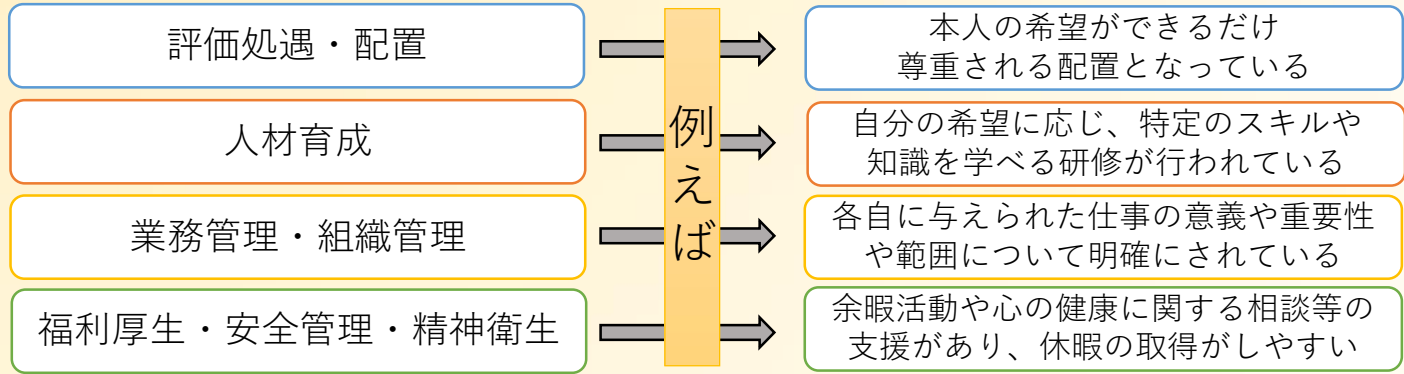 評価処遇・配置
本人の希望ができるだけ
尊重される配置となっている
人材育成
自分の希望に応じ、特定のスキルや
知識を学べる研修が行われている
業務管理・組織管理
各自に与えられた仕事の意義や重要性
や範囲について明確にされている
福利厚生・安全管理・精神衛生
余暇活動や心の健康に関する相談等の
支援があり、休暇の取得がしやすい
例えば